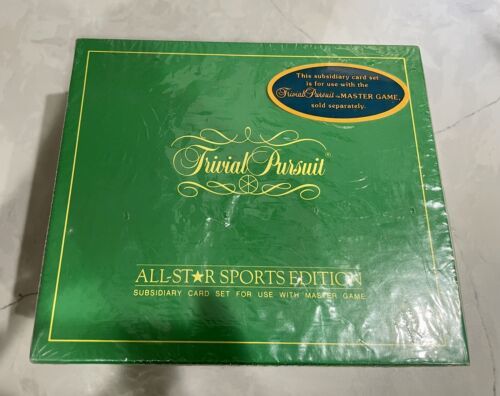 This subsidiary card set
is for use with the
Trivial Pursuit MASTER GAME,
sold separately.
Trivial Pursuit®
ALL-ST★R SPORTS EDITION
SUBSIDIARY CARD SET FOR USE WITH MASTER GAME